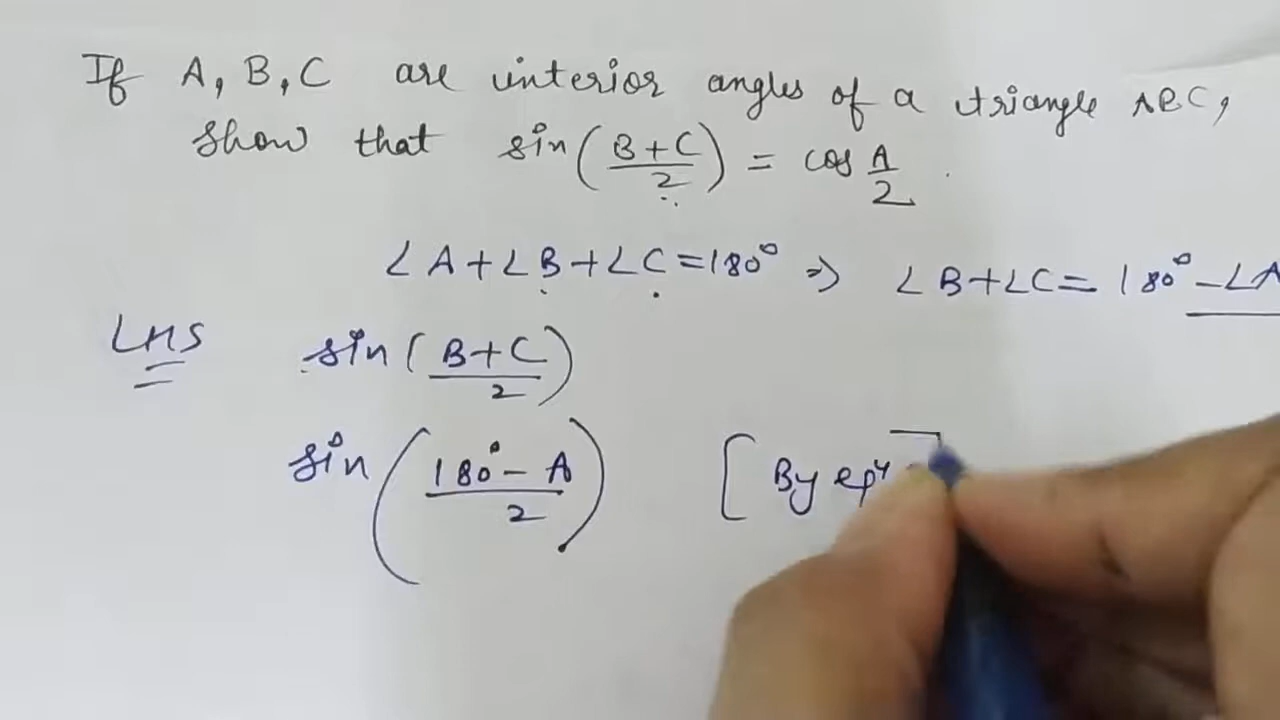 If A, B, C are interior angles of a triangle ABC,
show that sin(B+C/2) = cos A/2.
∠A+∠B+∠C=180° ⇒ ∠B+∠C=180°-∠A
LHS sin(B+C/2)
sin(180°-A/2) [By eqⁿ